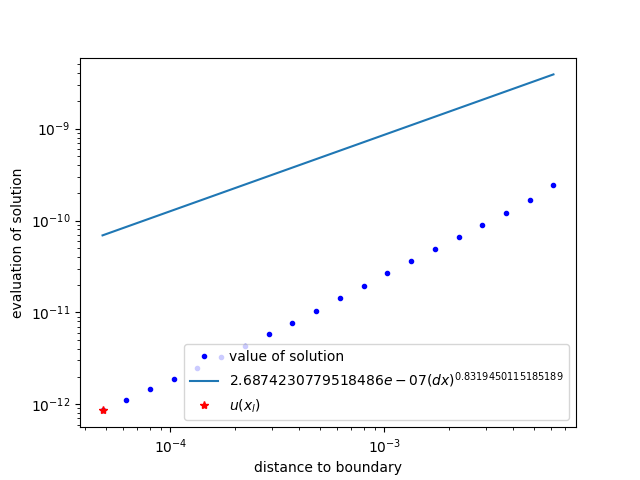 10⁻⁹
10⁻¹⁰
10⁻¹¹
10⁻¹²
evaluation of solution
value of solution
2.6874230779518486e − 07(dx)^0.8319450115185189
u(x_l)
10⁻⁴
10⁻³
distance to boundary